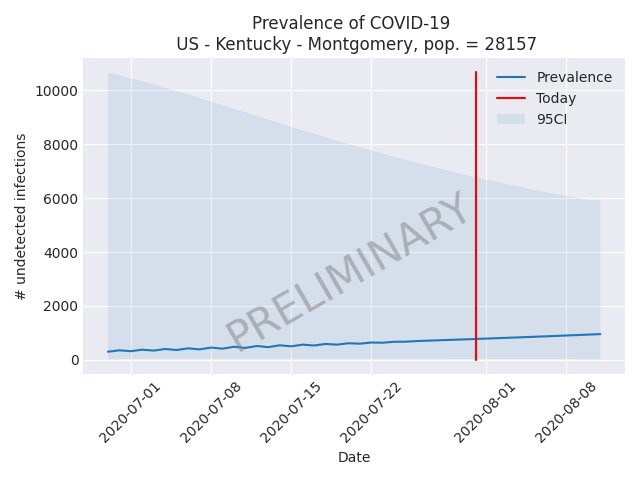 Prevalence of COVID-19
US - Kentucky - Montgomery, pop. = 28157
Prevalence
Today
95CI
10000
8000
6000
4000
2000
0
# undetected infections
PRELIMINARY
2020-07-01
2020-07-08
2020-07-15
2020-07-22
2020-08-01
2020-08-08
Date